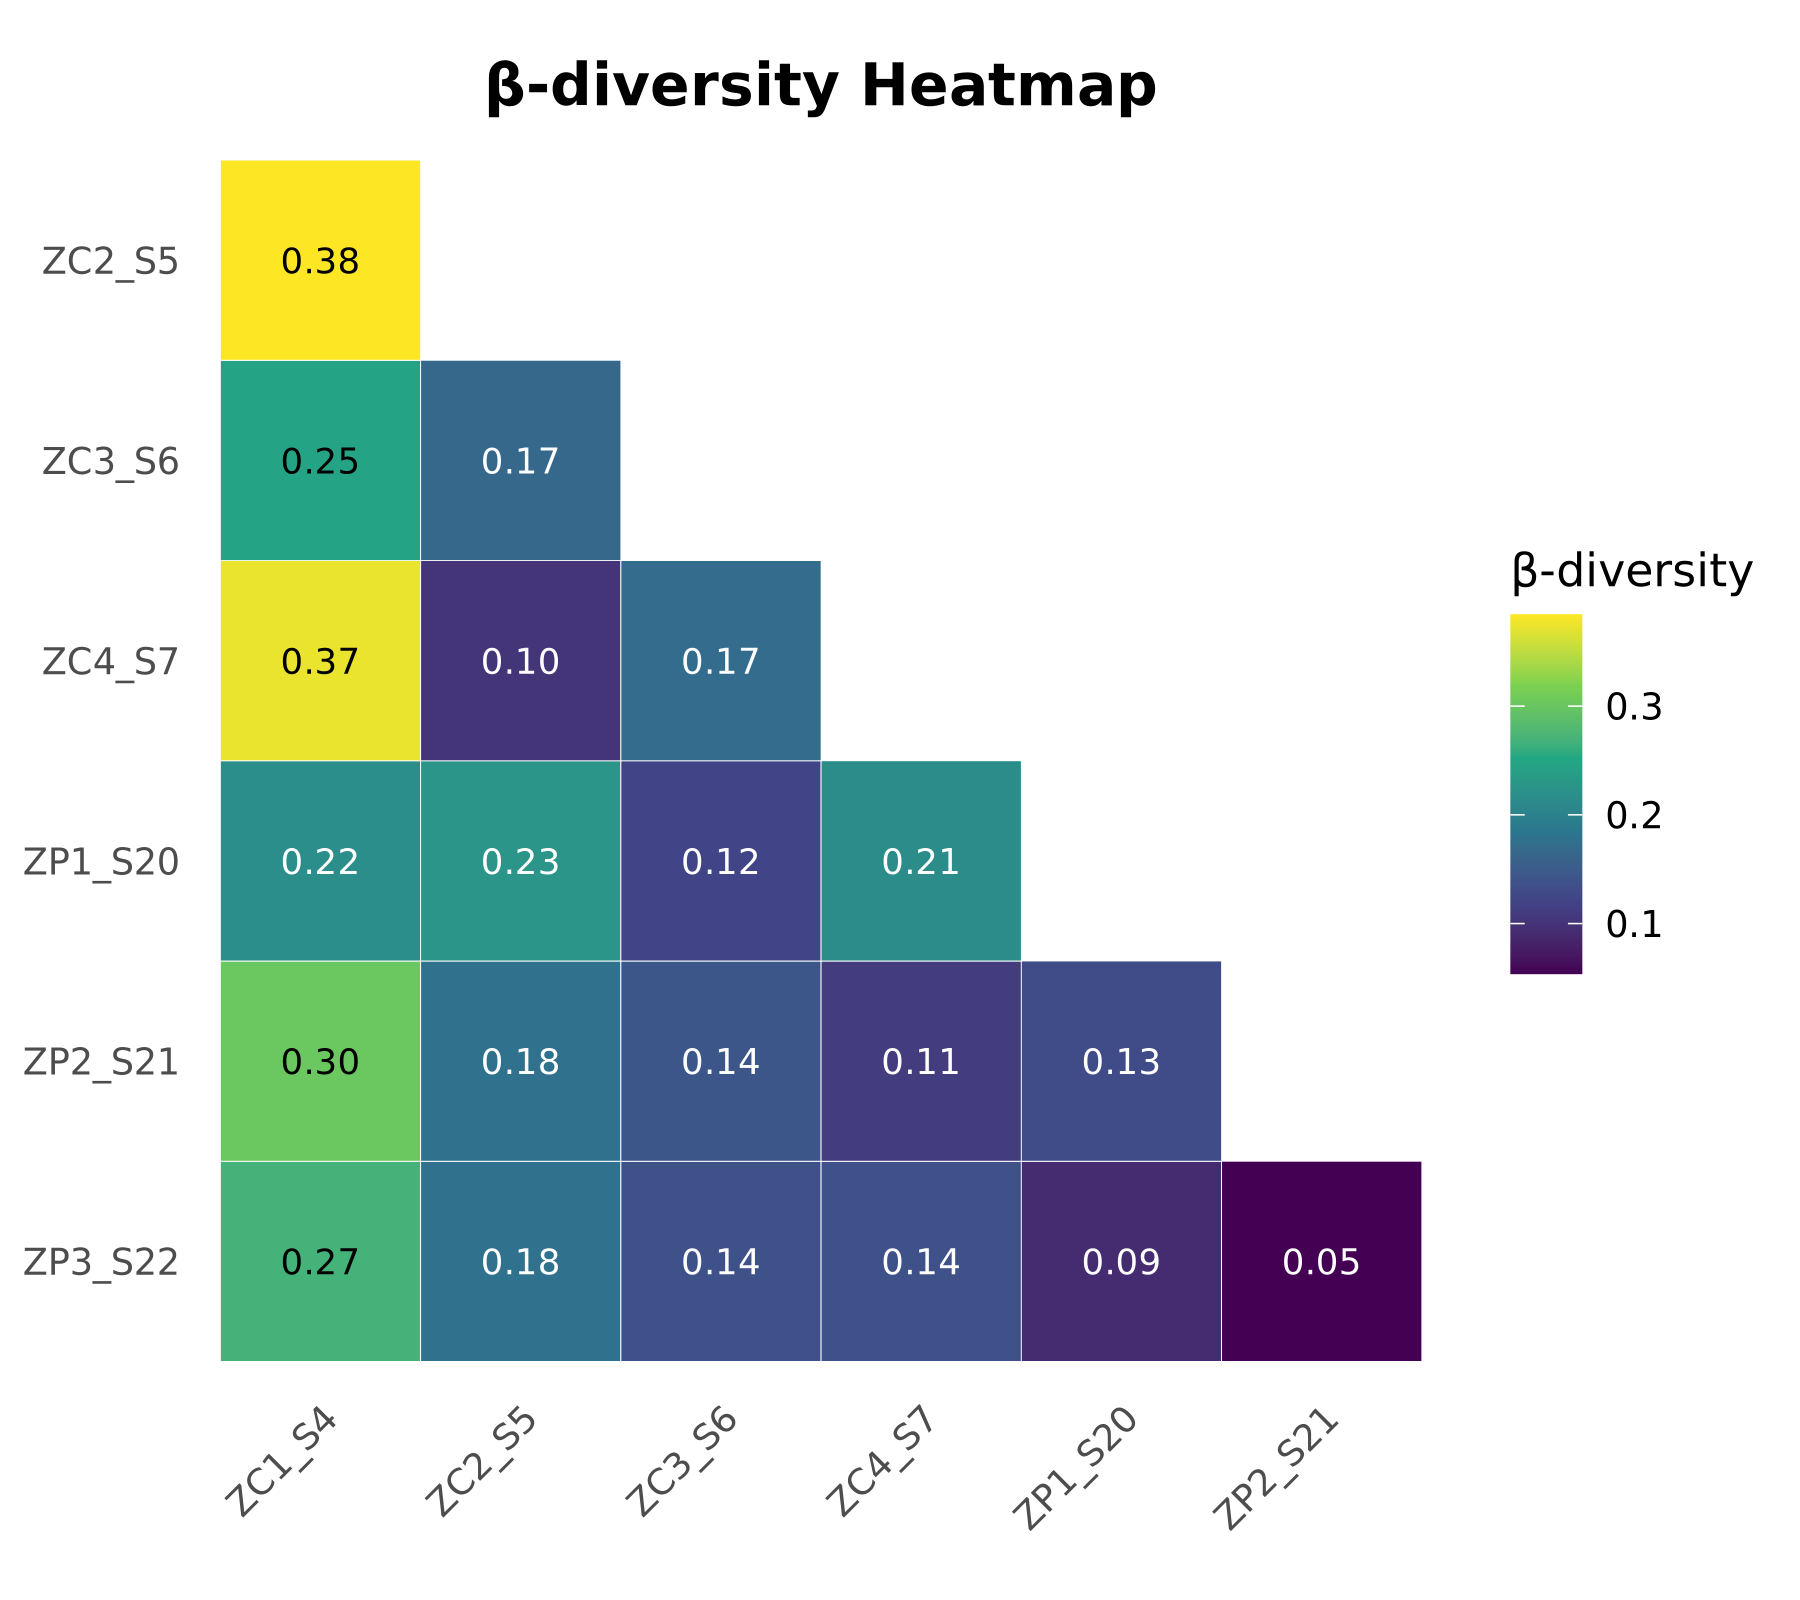 β-diversity Heatmap
ZC2_S5 0.38
ZC3_S6 0.25 0.17
ZC4_S7 0.37 0.10 0.17
ZP1_S20 0.22 0.23 0.12 0.21
ZP2_S21 0.30 0.18 0.14 0.11 0.13
ZP3_S22 0.27 0.18 0.14 0.14 0.09 0.05
ZC1_S4 ZC2_S5 ZC3_S6 ZC4_S7 ZP1_S20 ZP2_S21
β-diversity
0.3
0.2
0.1